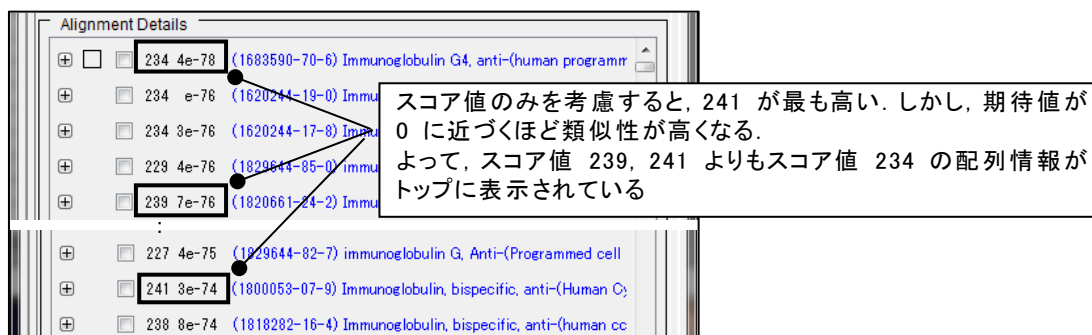 Alignment Details
234 4e-78 (1683590-70-6) Immunoglobulin G4, anti-(human programm
234 e-76 (1620244-19-0) Immu
234 3e-76 (1620244-17-8) Immu
229 4e-76 (1829644-85-0) immu
239 7e-76 (1820661-24-2) Immu
:
227 4e-75 (1829644-82-7) immunoglobulin G, Anti-(Programmed cell
241 3e-74 (1800053-07-9) Immunoglobulin, bispecific, anti-(Human Cy
238 8e-74 (1818282-16-4) Immunoglobulin, bispecific, anti-(human cc
スコア値のみを考慮すると, 241 が最も高い. しかし, 期待値が
0 に近づくほど類似性が高くなる.
よって, スコア値 239, 241 よりもスコア値 234 の配列情報が
トップに表示されている